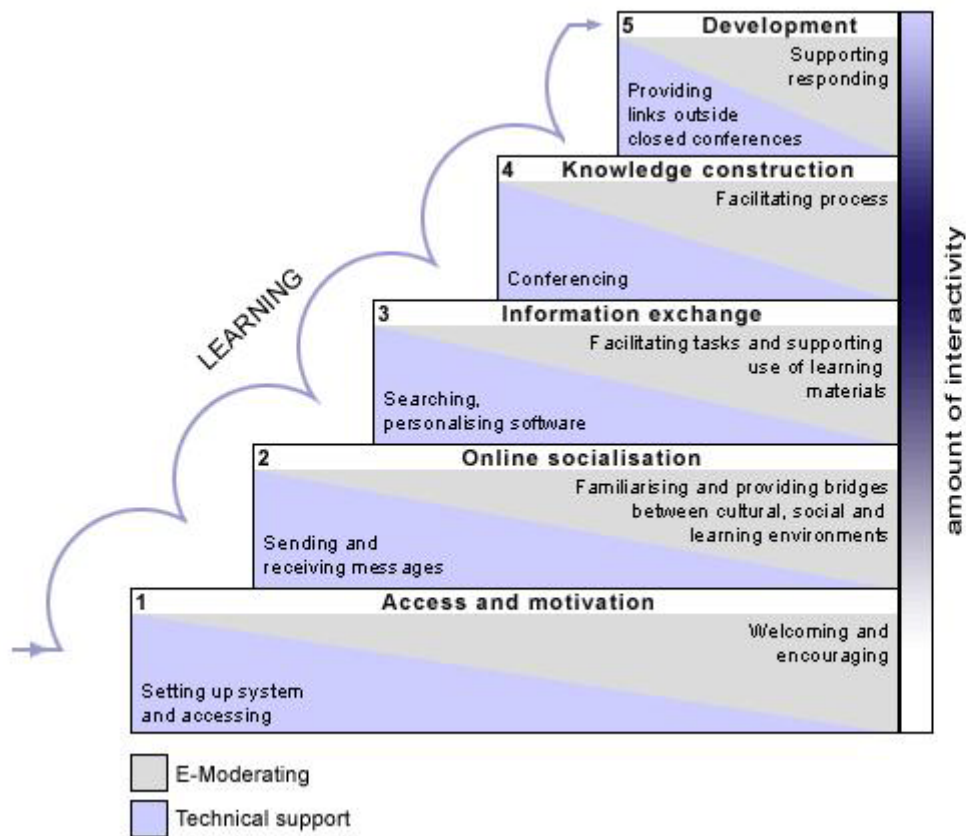 5 Development
Supporting
responding
Providing
links outside
closed conferences
4 Knowledge construction
Facilitating process
Conferencing
3 Information exchange
Facilitating tasks and supporting
use of learning
materials
Searching,
personalising software
2 Online socialisation
Familiarising and providing bridges
between cultural, social and
learning environments
Sending and
receiving messages
1 Access and motivation
Welcoming and
encouraging
Setting up system
and accessing
LEARNING
amount of interactivity
E-Moderating
Technical support